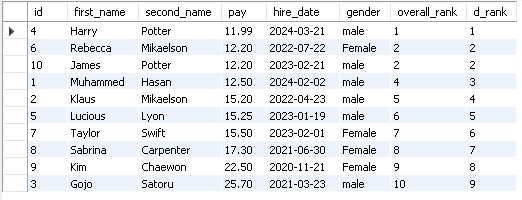 id first_name second_name pay hire_date gender overall_rank d_rank
4 Harry Potter 11.99 2024-03-21 male 1 1
6 Rebecca Mikaelson 12.20 2022-07-22 Female 2 2
10 James Potter 12.20 2023-02-21 male 2 2
1 Muhammed Hasan 12.50 2024-02-02 male 4 3
2 Klaus Mikaelson 15.20 2022-04-23 male 5 4
5 Lucious Lyon 15.25 2023-01-19 male 6 5
7 Taylor Swift 15.50 2023-02-01 Female 7 6
8 Sabrina Carpenter 17.30 2021-06-30 Female 8 7
9 Kim Chaewon 22.50 2020-11-21 Female 9 8
3 Gojo Satoru 25.70 2021-03-23 male 10 9